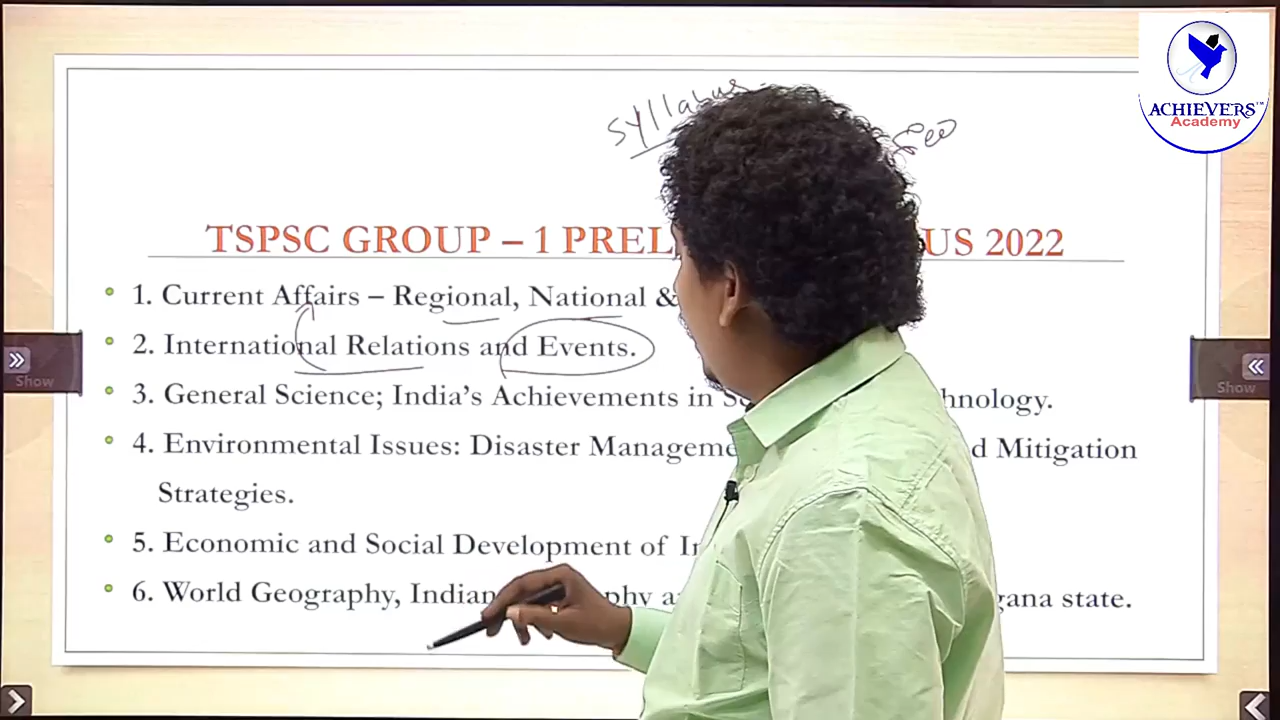 ACHIEVERS™
Academy
Syllabus
TSPSC GROUP – 1 PREL US 2022
• 1. Current Affairs – Regional, National &
• 2. International Relations and Events.
• 3. General Science; India's Achievements in hnology.
• 4. Environmental Issues: Disaster Manageme d Mitigation
Strategies.
• 5. Economic and Social Development of In
• 6. World Geography, Indian phy a gana state.
Show
Show